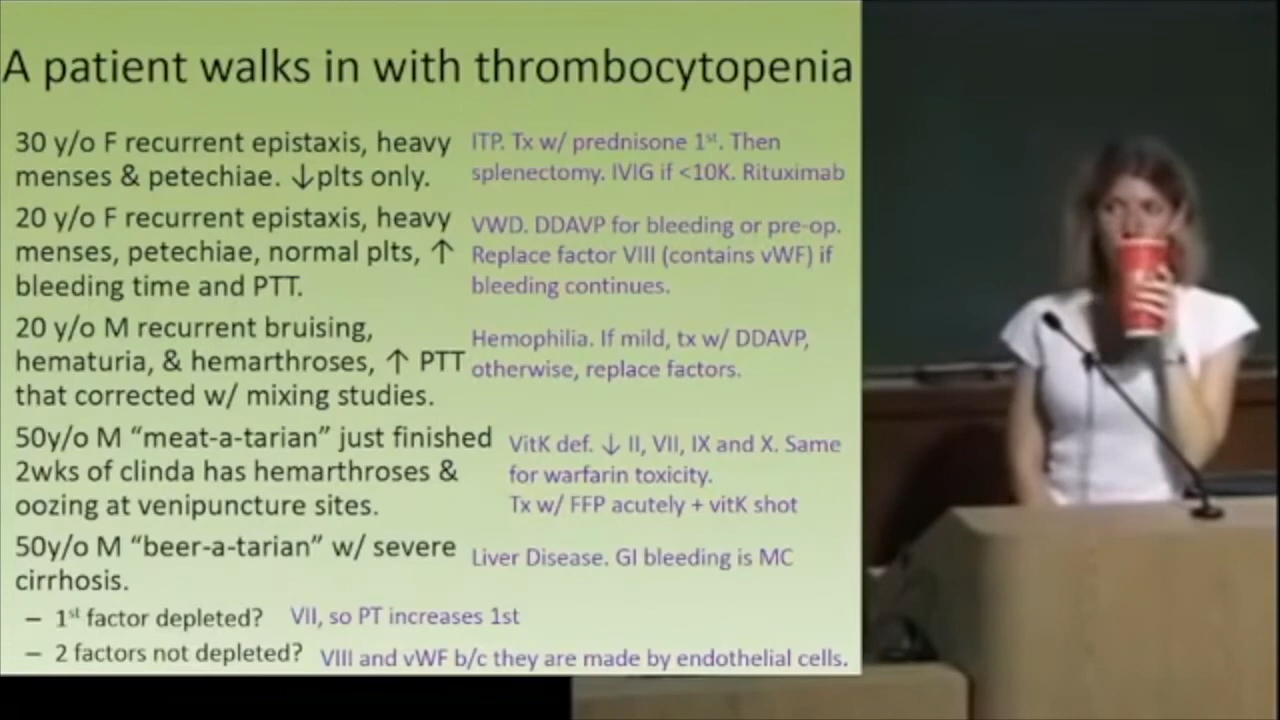 A patient walks in with thrombocytopenia
30 y/o F recurrent epistaxis, heavy
menses & petechiae. ↓plts only.
ITP. Tx w/ prednisone 1st. Then
splenectomy. IVIG if <10K. Rituximab
20 y/o F recurrent epistaxis, heavy
menses, petechiae, normal plts, ↑
bleeding time and PTT.
VWD. DDAVP for bleeding or pre-op.
Replace factor VIII (contains vWF) if
bleeding continues.
20 y/o M recurrent bruising,
hematuria, & hemarthroses, ↑ PTT
that corrected w/ mixing studies.
Hemophilia. If mild, tx w/ DDAVP,
otherwise, replace factors.
50y/o M “meat-a-tarian” just finished
2wks of clinda has hemarthroses &
oozing at venipuncture sites.
VitK def. ↓ II, VII, IX and X. Same
for warfarin toxicity.
Tx w/ FFP acutely + vitK shot
50y/o M “beer-a-tarian” w/ severe
cirrhosis.
Liver Disease. GI bleeding is MC
– 1st factor depleted? VII, so PT increases 1st
– 2 factors not depleted? VIII and vWF b/c they are made by endothelial cells.